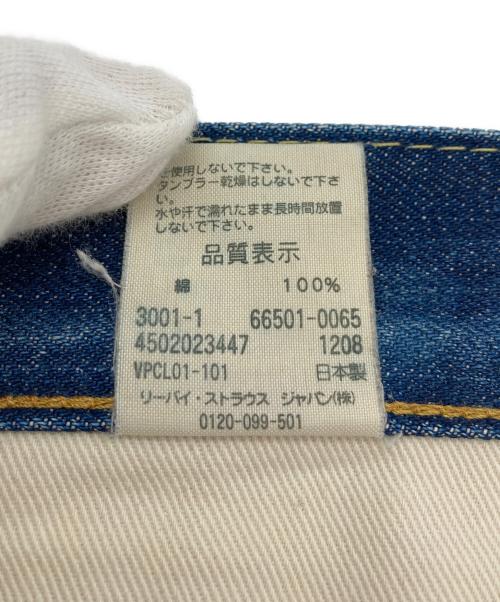 使用しないで下さい。
タンブラー乾燥はしないで下さ
い。
水や汗で濡れたまま長時間放置
しないで下さい。
品質表示
綿 100%
3001-1 66501-0065
4502023447 1208
VPCL01-101 日本製
リーバイ・ストラウス ジャパン(株)
0120-099-501